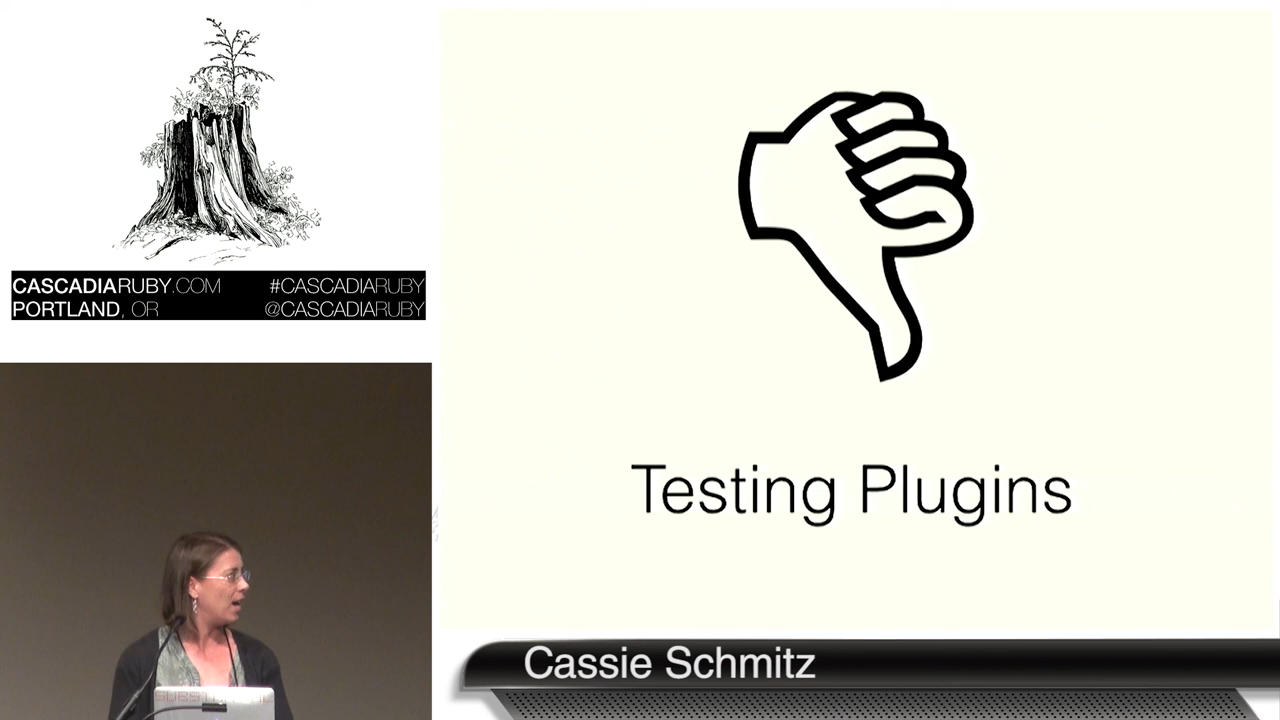 CASCADIARUBY.COM #CASCADIARUBY
PORTLAND, OR @CASCADIARUBY
Testing Plugins
Cassie Schmitz